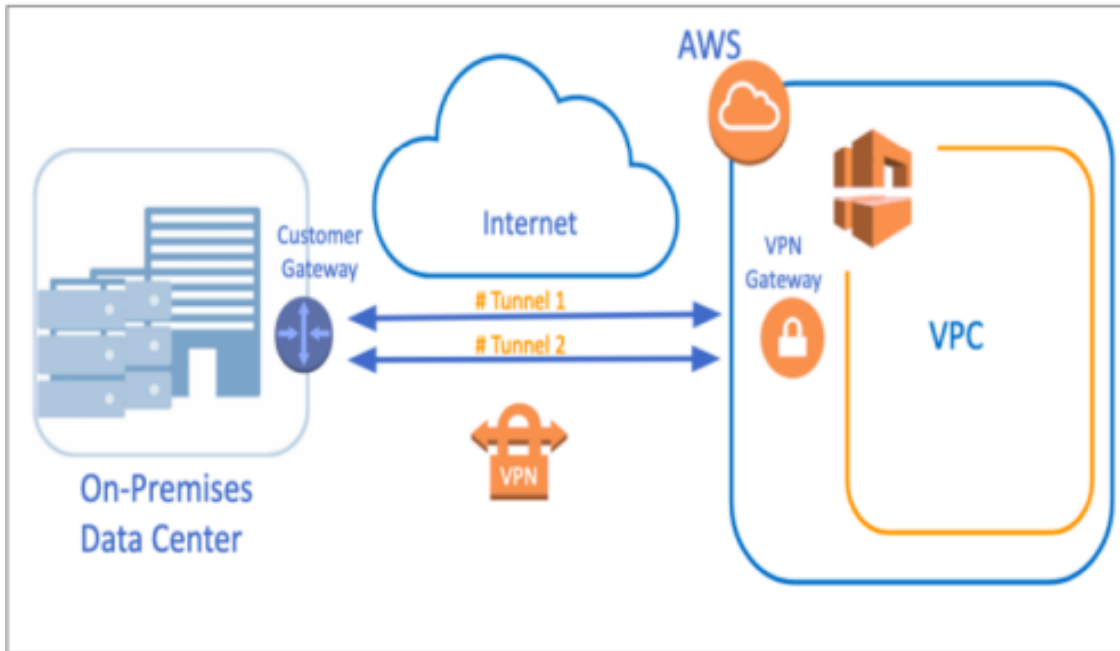 AWS
Internet
Customer
Gateway
VPN
Gateway
# Tunnel 1
# Tunnel 2
VPC
VPN
On-Premises
Data Center